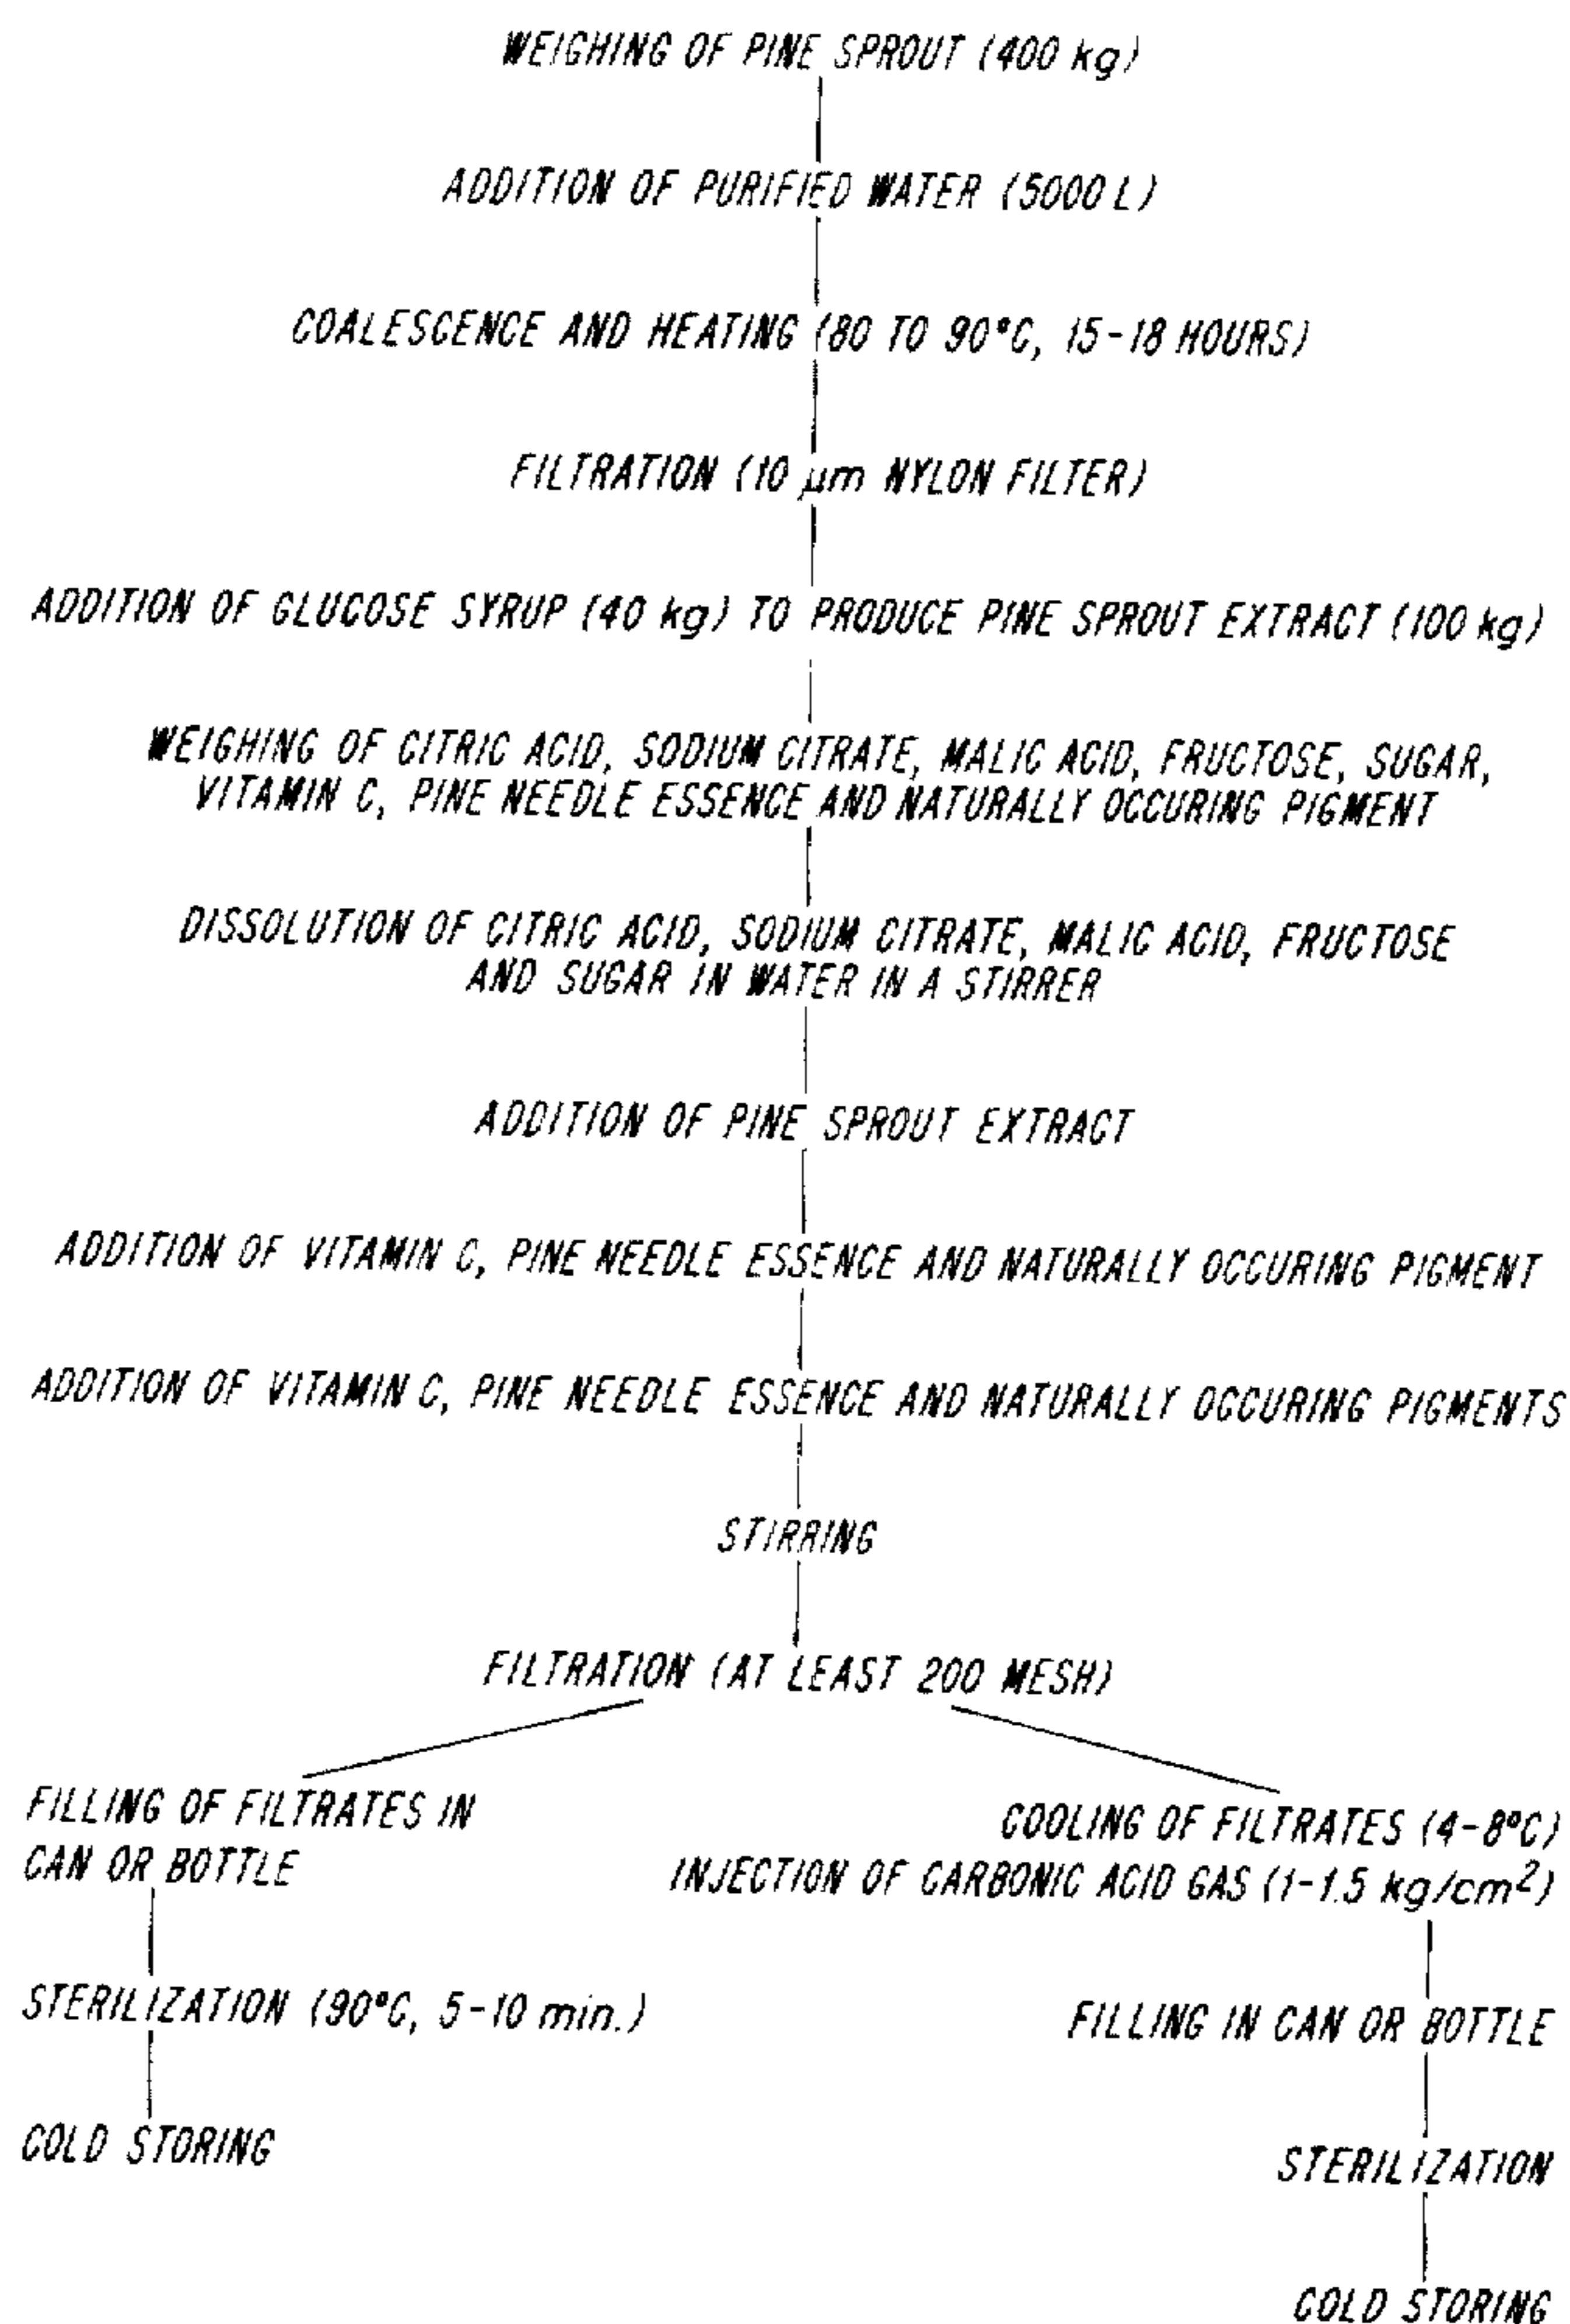 WEIGHING OF PINE SPROUT (400 kg)
ADDITION OF PURIFIED WATER (5000 L)
COALESCENCE AND HEATING (80 TO 90°C, 15-18 HOURS)
FILTRATION (10 µm NYLON FILTER)
ADDITION OF GLUCOSE SYRUP (40 kg) TO PRODUCE PINE SPROUT EXTRACT (100 kg)
WEIGHING OF CITRIC ACID, SODIUM CITRATE, MALIC ACID, FRUCTOSE, SUGAR,
VITAMIN C, PINE NEEDLE ESSENCE AND NATURALLY OCCURING PIGMENT
DISSOLUTION OF CITRIC ACID, SODIUM CITRATE, MALIC ACID, FRUCTOSE
AND SUGAR IN WATER IN A STIRRER
ADDITION OF PINE SPROUT EXTRACT
ADDITION OF VITAMIN C, PINE NEEDLE ESSENCE AND NATURALLY OCCURING PIGMENT
ADDITION OF VITAMIN C, PINE NEEDLE ESSENCE AND NATURALLY OCCURING PIGMENTS
STIRRING
FILTRATION (AT LEAST 200 MESH)
FILLING OF FILTRATES IN
CAN OR BOTTLE
STERILIZATION (90°C, 5-10 min.)
COLD STORING
COOLING OF FILTRATES (4-8°C)
INJECTION OF CARBONIC ACID GAS (1-1.5 kg/cm²)
FILLING IN CAN OR BOTTLE
STERILIZATION
COLD STORING